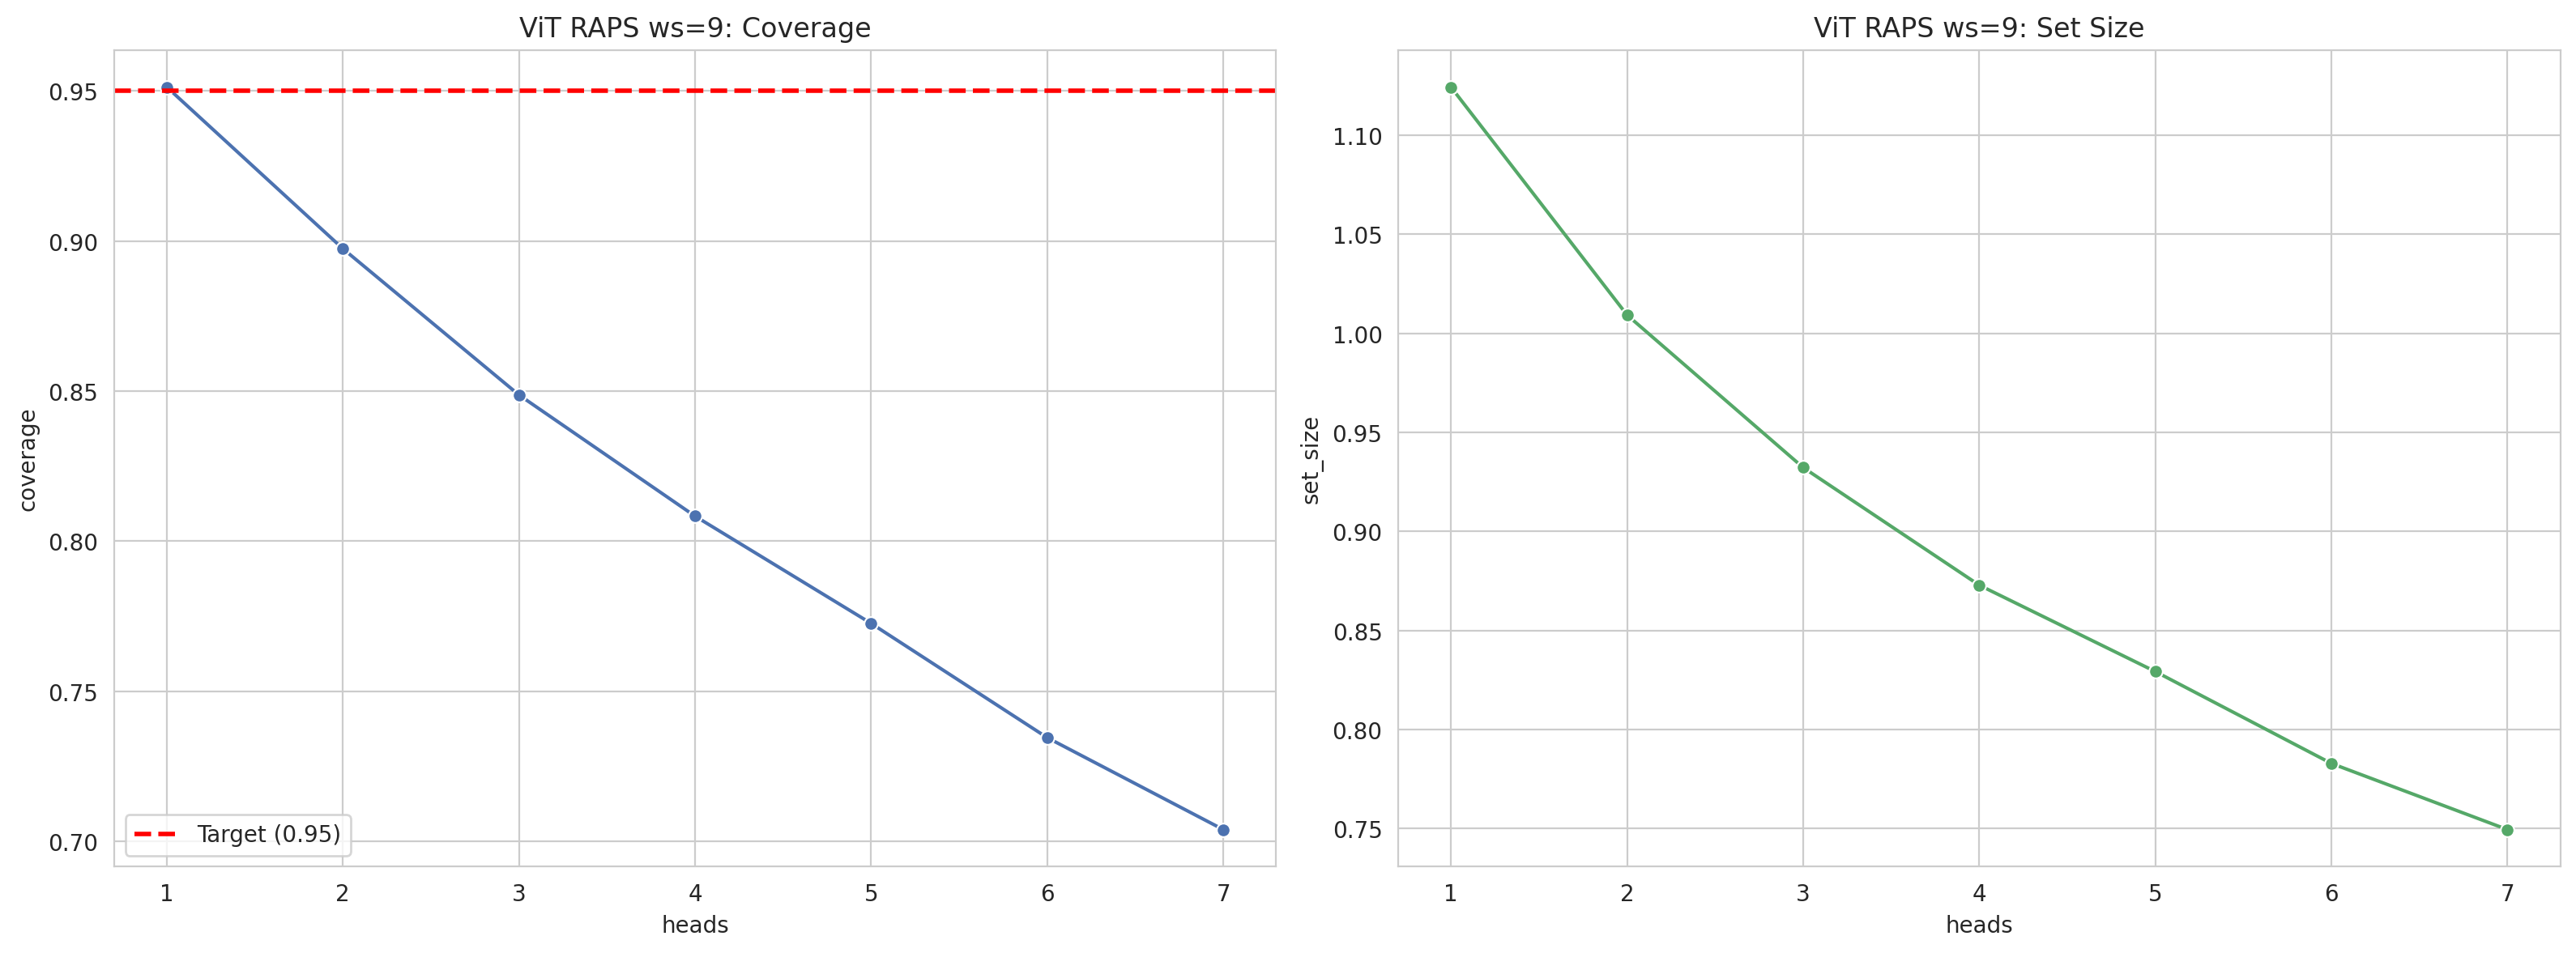 ViT RAPS ws=9: Coverage
coverage
0.95
0.90
0.85
0.80
0.75
0.70
Target (0.95)
1 2 3 4 5 6 7
heads
ViT RAPS ws=9: Set Size
set_size
1.10
1.05
1.00
0.95
0.90
0.85
0.80
0.75
1 2 3 4 5 6 7
heads